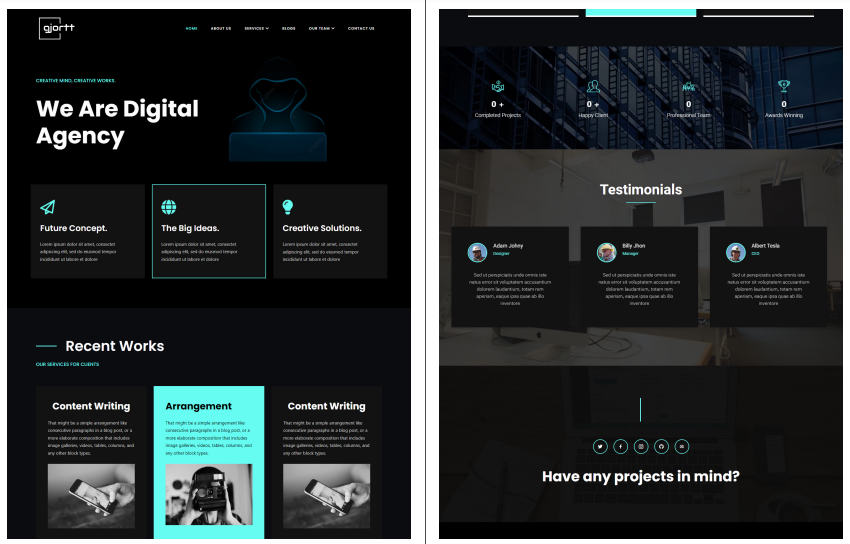 gjortt
HOME ABOUT US SERVICES BLOGS OUR TEAM CONTACT US
CREATIVE MIND, CREATIVE WORKS.
We Are Digital
Agency
Future Concept.
Lorem ipsum dolor sit amet, consectet
adipiscing elit, sed do eiusmod tempor
incididunt ut labore et dolore
The Big Ideas.
Lorem ipsum dolor sit amet, consectet
adipiscing elit, sed do eiusmod tempor
incididunt ut labore et dolore
Creative Solutions.
Lorem ipsum dolor sit amet, consectet
adipiscing elit, sed do eiusmod tempor
incididunt ut labore et dolore
Recent Works
OUR SERVICES FOR CLIENTS
Content Writing
That might be a simple arrangement like
consecutive paragraphs in a blog post, or a
more elaborate composition that includes
image galleries, videos, tables, columns, and
any other block types.
Arrangement
That might be a simple arrangement like
consecutive paragraphs in a blog post, or a
more elaborate composition that includes
image galleries, videos, tables, columns, and
any other block types.
Content Writing
That might be a simple arrangement like
consecutive paragraphs in a blog post, or a
more elaborate composition that includes
image galleries, videos, tables, columns, and
any other block types.
0 +
Completed Projects
0 +
Happy Client
0
Professional Team
0
Awards Winning
Testimonials
Adam Johny
Designer
Sed ut perspiciatis unde omnis iste
natus error sit voluptatem accusantium
dolorem laudantium, totam rem
aperiam, eaque ipsa quae ab illo
inventore
Billy Jhon
Manager
Sed ut perspiciatis unde omnis iste
natus error sit voluptatem accusantium
dolorem laudantium, totam rem
aperiam, eaque ipsa quae ab illo
inventore
Albert Tesla
CEO
Sed ut perspiciatis unde omnis iste
natus error sit voluptatem accusantium
dolorem laudantium, totam rem
aperiam, eaque ipsa quae ab illo
inventore
Have any projects in mind?